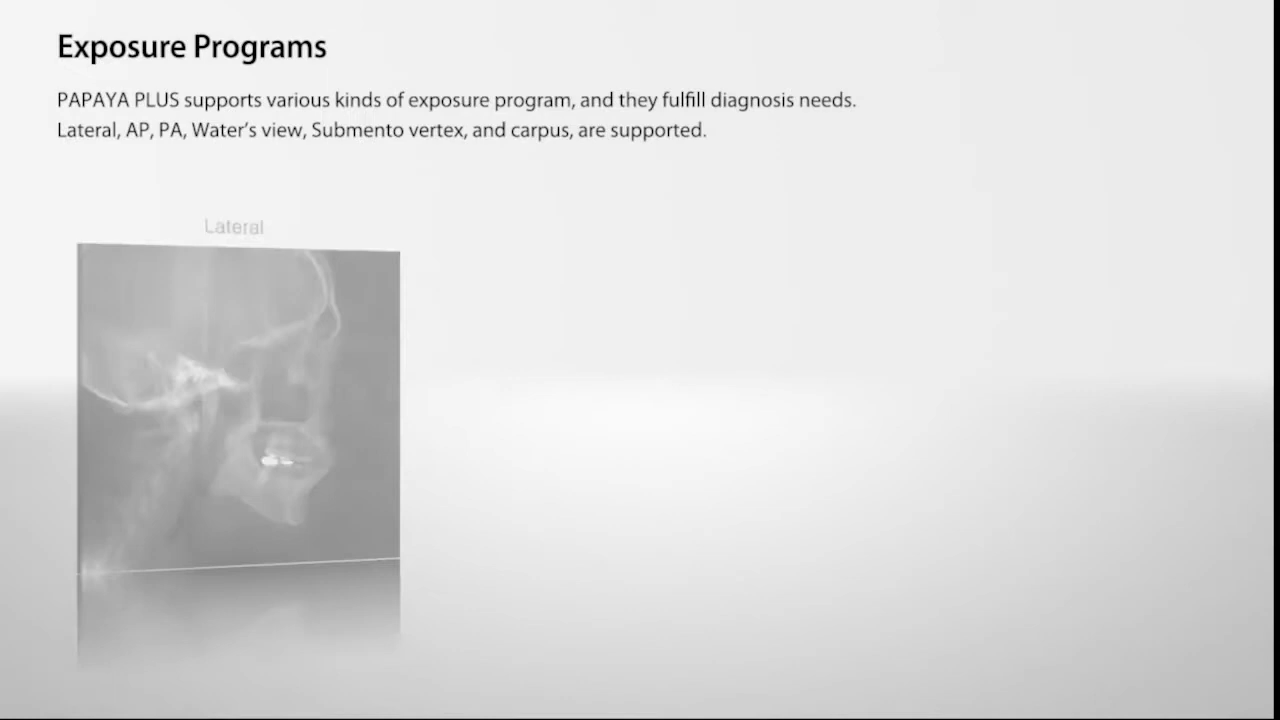 Exposure Programs
PAPAYA PLUS supports various kinds of exposure program, and they fulfill diagnosis needs.
Lateral, AP, PA, Water’s view, Submento vertex, and carpus, are supported.
Lateral